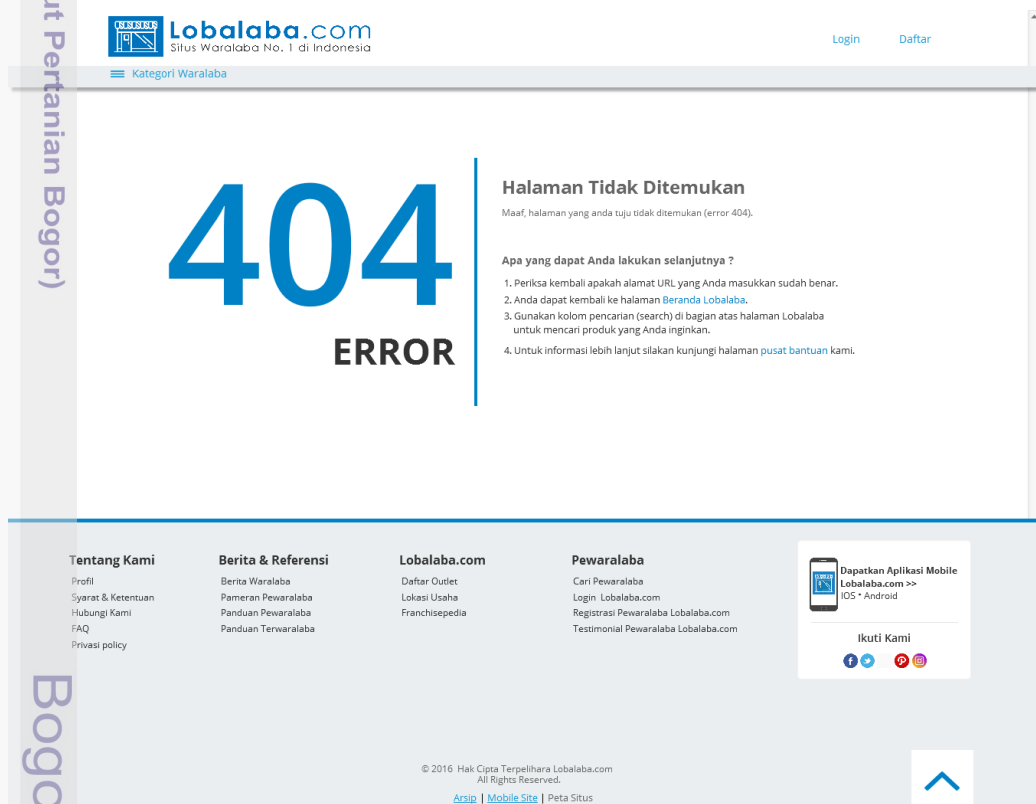 Lobalaba.com
Situs Waralaba No. 1 di Indonesia
Login Daftar
Kategori Waralaba
404
ERROR
Halaman Tidak Ditemukan
Maaf, halaman yang anda tuju tidak ditemukan (error 404).
Apa yang dapat Anda lakukan selanjutnya ?
1. Periksa kembali apakah alamat URL yang Anda masukkan sudah benar.
2. Anda dapat kembali ke halaman Beranda Lobalaba.
3. Gunakan kolom pencarian (search) di bagian atas halaman Lobalaba
untuk mencari produk yang Anda inginkan.
4. Untuk informasi lebih lanjut silakan kunjungi halaman pusat bantuan kami.
Tentang Kami
Profil
Syarat & Ketentuan
Hubungi Kami
FAQ
Privasi policy
Berita & Referensi
Berita Waralaba
Pameran Pewaralaba
Panduan Pewaralaba
Panduan Terwaralaba
Lobalaba.com
Daftar Outlet
Lokasi Usaha
Franchisepedia
Pewaralaba
Cari Pewaralaba
Login Lobalaba.com
Registrasi Pewaralaba Lobalaba.com
Testimonial Pewaralaba Lobalaba.com
Dapatkan Aplikasi Mobile
Lobalaba.com >>
IOS * Android
Ikuti Kami
© 2016 Hak Cipta Terpelihara Lobalaba.com
All Rights Reserved.
Arsip | Mobile Site | Peta Situs
ut Pertanian Bogor)
Bogo